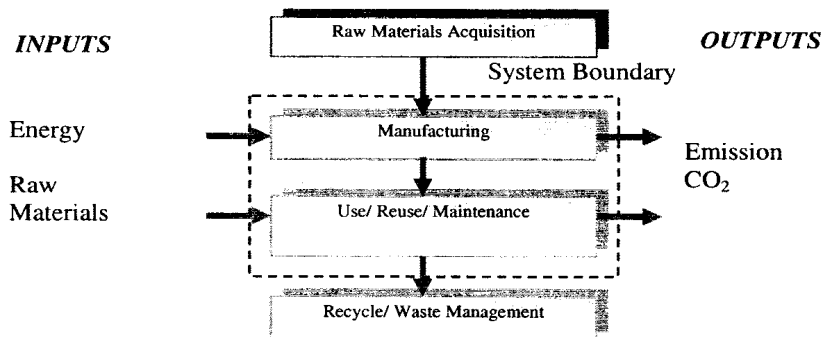 Raw Materials Acquisition
INPUTS
OUTPUTS
System Boundary
Energy
Manufacturing
Emission
CO₂
Raw
Materials
Use/ Reuse/ Maintenance
Recycle/ Waste Management